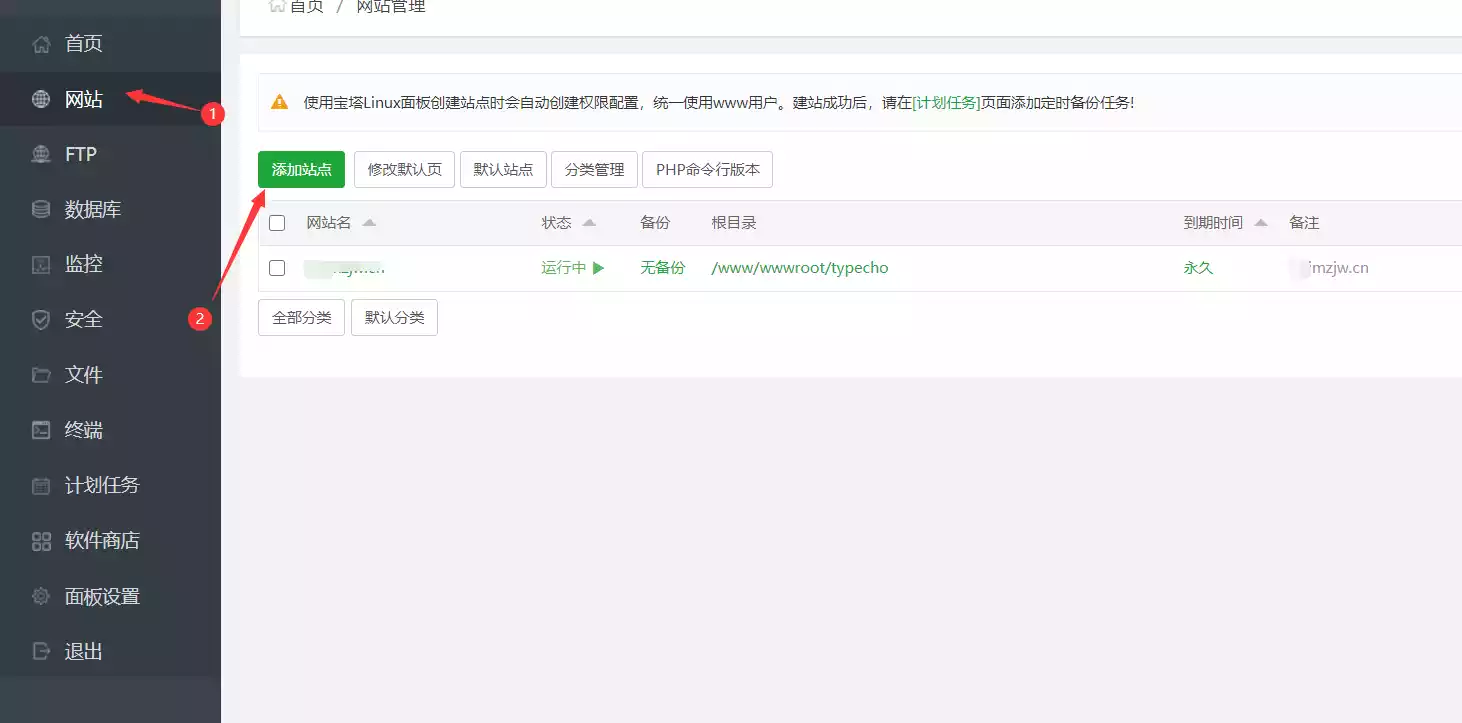 首页 / 网站管理
首页
网站
1
FTP
数据库
监控
安全
2
文件
终端
计划任务
软件商店
面板设置
退出
使用宝塔Linux面板创建站点时会自动创建权限配置，统一使用www用户。建站成功后，请在[计划任务]页面添加定时备份任务!
添加站点 修改默认页 默认站点 分类管理 PHP命令行版本
网站名 状态 备份 根目录 到期时间 备注
运行中 无备份 /www/wwwroot/typecho 永久 mzjw.cn
全部分类 默认分类